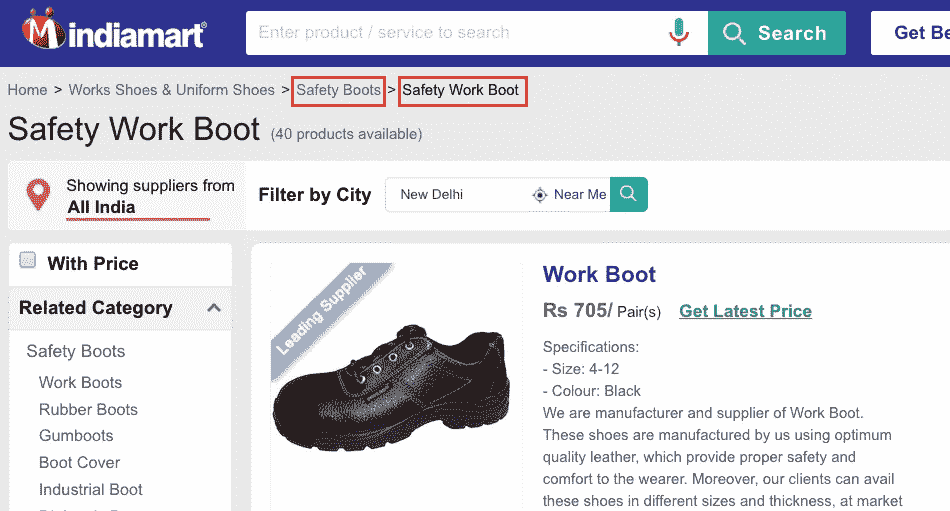 indiamart
Enter product / service to search
Search
Get Be
Home > Works Shoes & Uniform Shoes > Safety Boots > Safety Work Boot
Safety Work Boot (40 products available)
Showing suppliers from
All India
Filter by City
New Delhi
Near Me
With Price
Related Category
Safety Boots
Work Boots
Rubber Boots
Gumboots
Boot Cover
Industrial Boot
Leading Supplier
Work Boot
Rs 705/ Pair(s) Get Latest Price
Specifications:
- Size: 4-12
- Colour: Black
We are manufacturer and supplier of Work Boot.
These shoes are manufactured by us using optimum
quality leather, which provide proper safety and
comfort to the wearer. Moreover, our clients can avail
these shoes in different sizes and thickness, at market